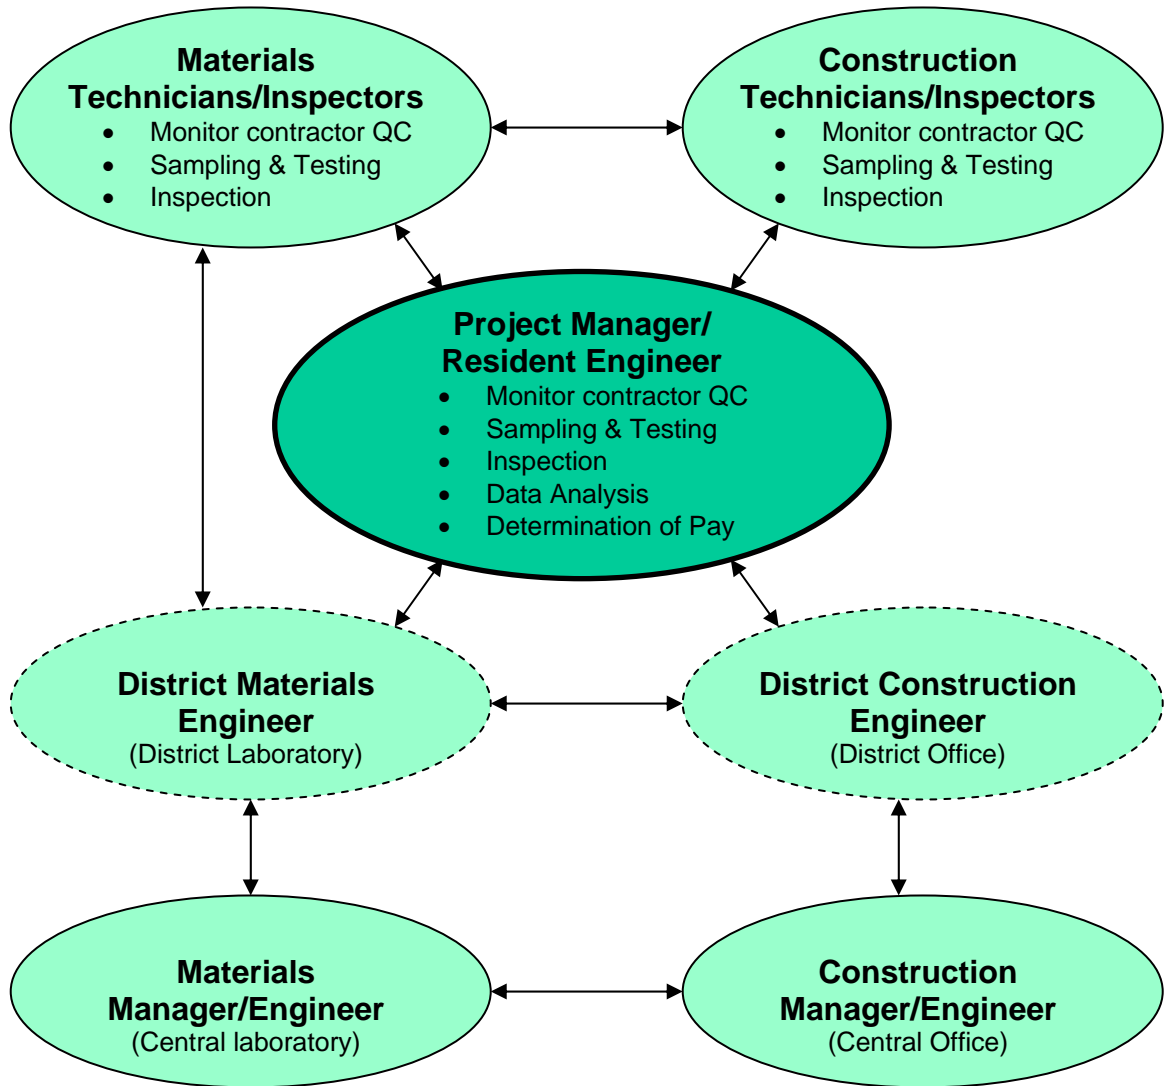 Materials
Technicians/Inspectors
• Monitor contractor QC
• Sampling & Testing
• Inspection
Construction
Technicians/Inspectors
• Monitor contractor QC
• Sampling & Testing
• Inspection
Project Manager/
Resident Engineer
• Monitor contractor QC
• Sampling & Testing
• Inspection
• Data Analysis
• Determination of Pay
District Materials
Engineer
(District Laboratory)
District Construction
Engineer
(District Office)
Materials
Manager/Engineer
(Central laboratory)
Construction
Manager/Engineer
(Central Office)